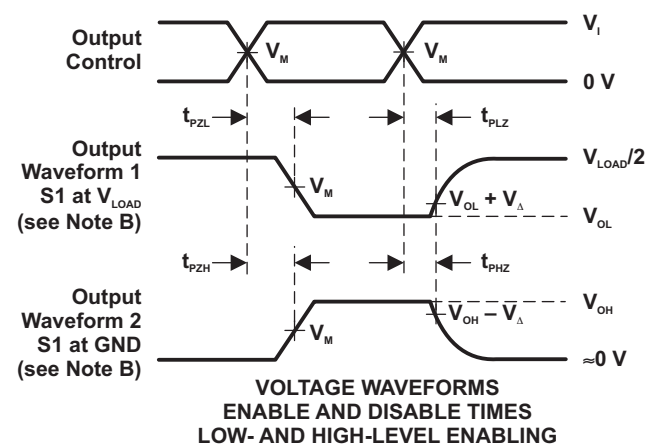 Output
Control
V_M
V_M
V_I
0 V
t_PZL
t_PLZ
Output
Waveform 1
S1 at V_LOAD
(see Note B)
V_M
V_LOAD/2
V_OL + V_Δ
V_OL
t_PZH
t_PHZ
Output
Waveform 2
S1 at GND
(see Note B)
V_M
V_OH
V_OH – V_Δ
≈0 V
VOLTAGE WAVEFORMS
ENABLE AND DISABLE TIMES
LOW- AND HIGH-LEVEL ENABLING